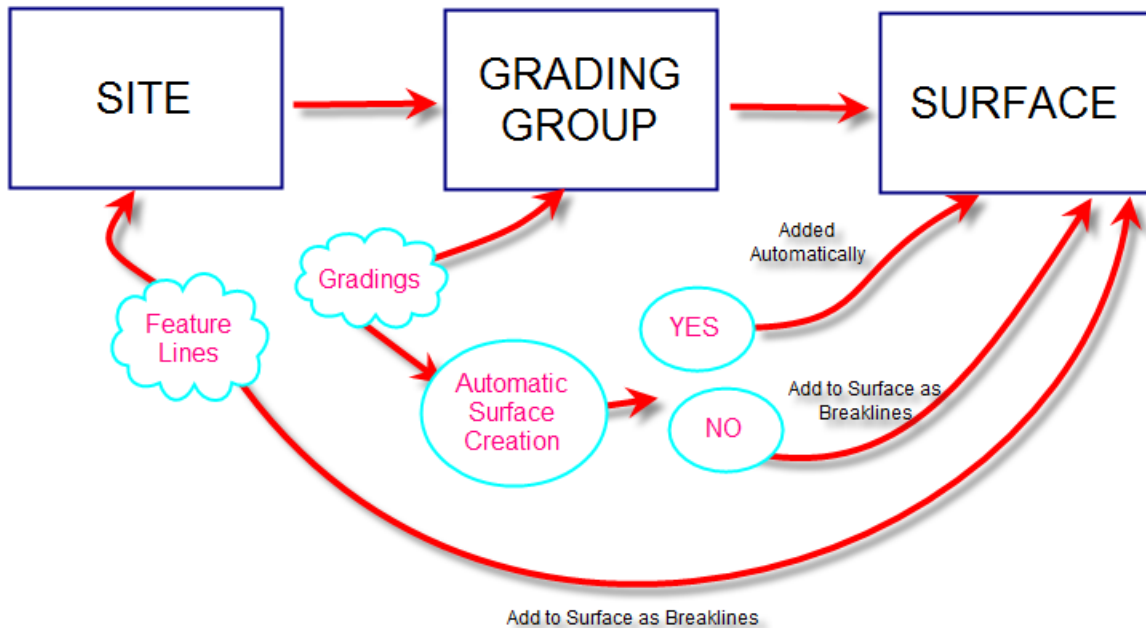 SITE
GRADING
GROUP
SURFACE
Added
Automatically
Gradings
Feature
Lines
YES
Automatic
Surface
Creation
Add to Surface as
Breaklines
NO
Add to Surface as Breaklines